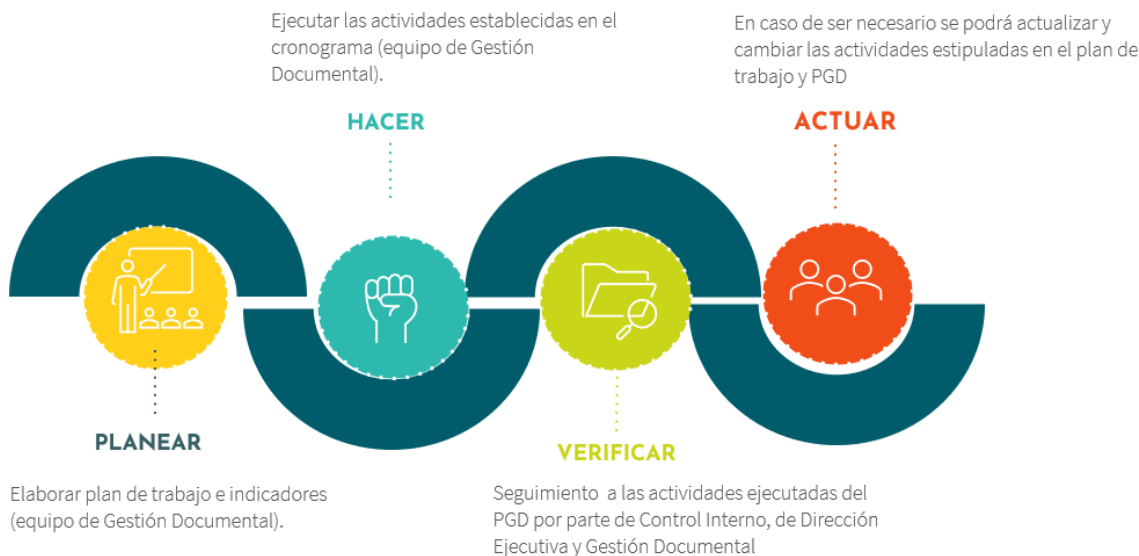 Ejecutar las actividades establecidas en el
cronograma (equipo de Gestión
Documental).
HACER
En caso de ser necesario se podrá actualizar y
cambiar las actividades estipuladas en el plan de
trabajo y PGD
ACTUAR
PLANEAR
Elaborar plan de trabajo e indicadores
(equipo de Gestión Documental).
VERIFICAR
Seguimiento a las actividades ejecutadas del
PGD por parte de Control Interno, de Dirección
Ejecutiva y Gestión Documental